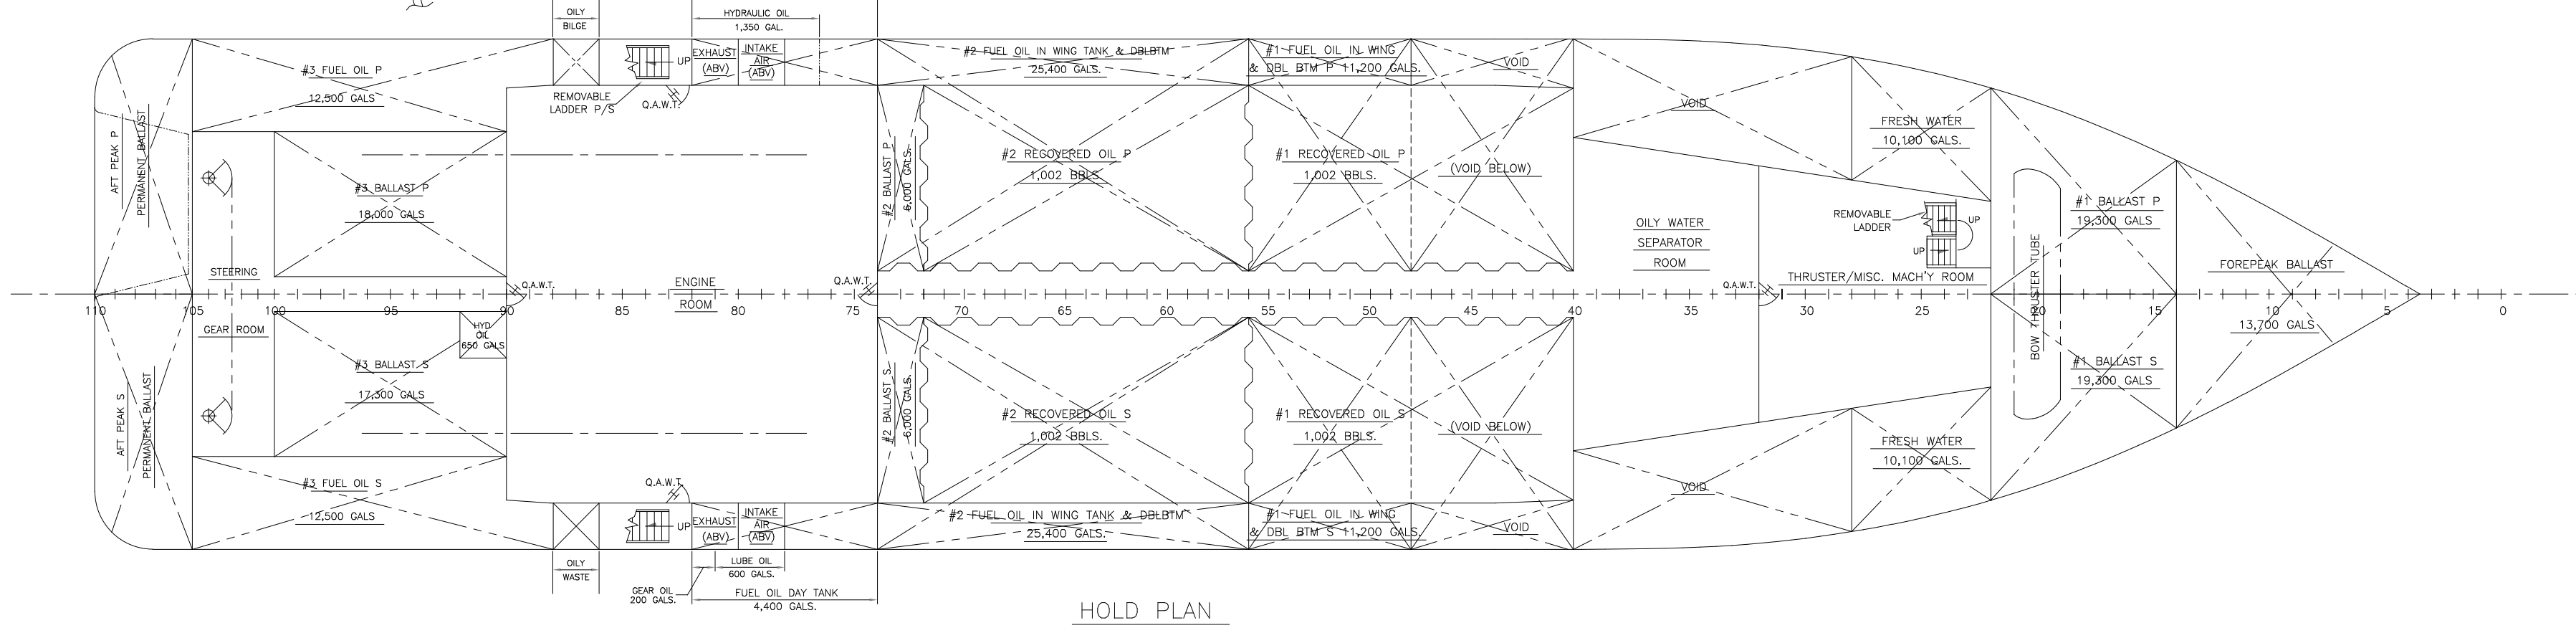 OILY
BILGE
HYDRAULIC OIL
1,350 GAL.
#3 FUEL OIL P
12,500 GALS
UP
EXHAUST
(ABV)
INTAKE
AIR
(ABV)
#2 FUEL OIL IN WING TANK & DBLBTM
25,400 GALS.
#1 FUEL OIL IN WING
& DBL BTM P 11,200 GALS.
VOID
REMOVABLE
LADDER P/S
Q.A.W.T.
VOID
FRESH WATER
10,100 GALS.
AFT PEAK P
PERMANENT BALLAST
#3 BALLAST P
18,000 GALS
#2 BALLAST P
6,000 GALS.
#2 RECOVERED OIL P
1,002 BBLS.
#1 RECOVERED OIL P
1,002 BBLS.
(VOID BELOW)
OILY WATER
SEPARATOR
ROOM
REMOVABLE
LADDER
UP
UP
#1 BALLAST P
19,300 GALS
STEERING
GEAR ROOM
Q.A.W.T.
ENGINE
ROOM
Q.A.W.T.
Q.A.W.T.
THRUSTER/MISC. MACH'Y ROOM
BOW THRUSTER TUBE
FOREPEAK BALLAST
13,700 GALS
110 105 100 95 90 85 80 75 70 65 60 55 50 45 40 35 30 25 20 15 10 5 0
HYD
OIL
650 GALS
AFT PEAK S
PERMANENT BALLAST
#3 BALLAST S
17,300 GALS
#2 BALLAST S
6,000 GALS.
#2 RECOVERED OIL S
1,002 BBLS.
#1 RECOVERED OIL S
1,002 BBLS.
(VOID BELOW)
#1 BALLAST S
19,300 GALS
FRESH WATER
10,100 GALS.
VOID
#3 FUEL OIL S
12,500 GALS
Q.A.W.T.
UP
EXHAUST
(ABV)
INTAKE
AIR
(ABV)
#2 FUEL OIL IN WING TANK & DBLBTM
25,400 GALS.
#1 FUEL OIL IN WING
& DBL BTM S 11,200 GALS.
VOID
OILY
WASTE
LUBE OIL
600 GALS.
GEAR OIL
200 GALS.
FUEL OIL DAY TANK
4,400 GALS.
HOLD PLAN